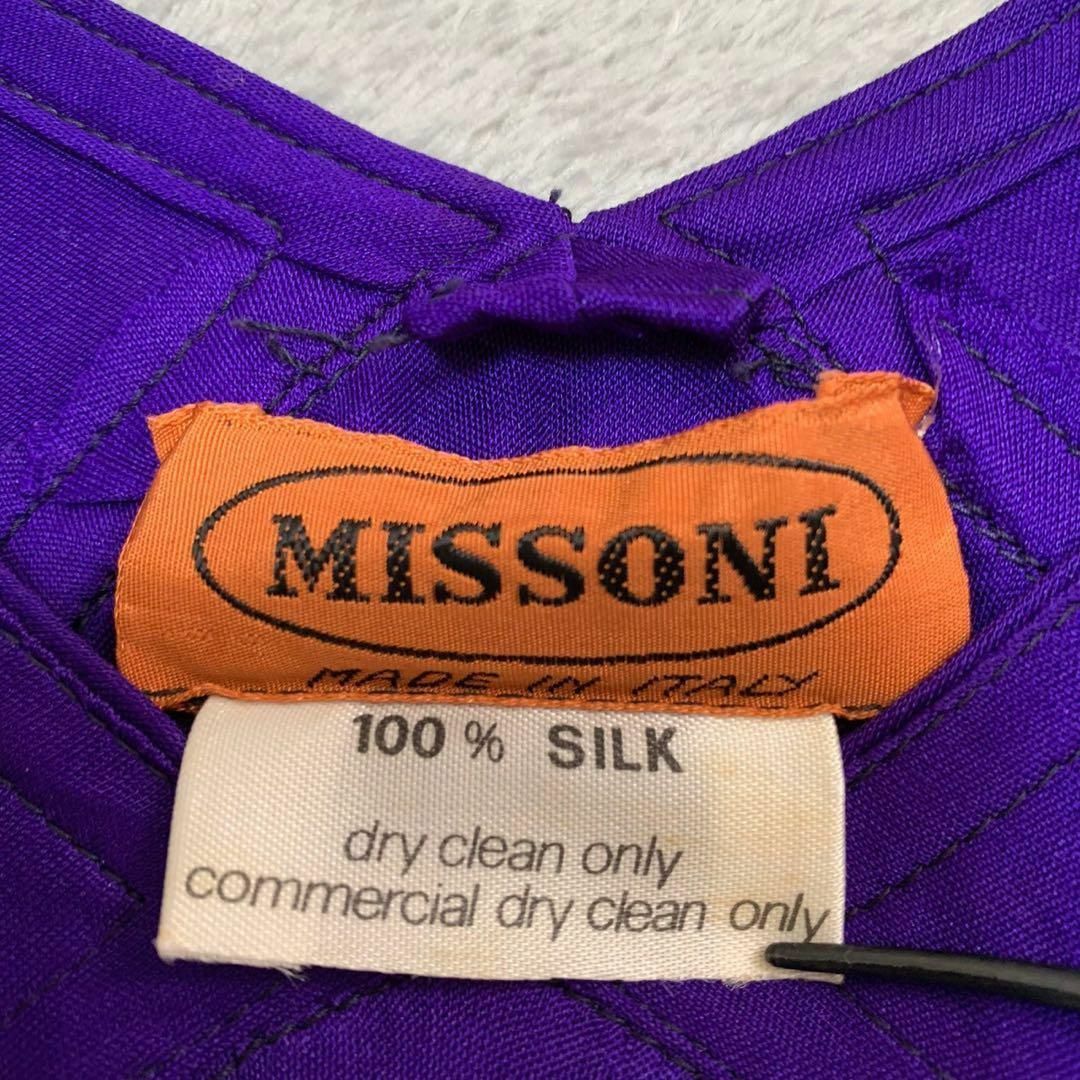 MISSONI
MADE IN ITALY
100 % SILK
dry clean only
commercial dry clean only